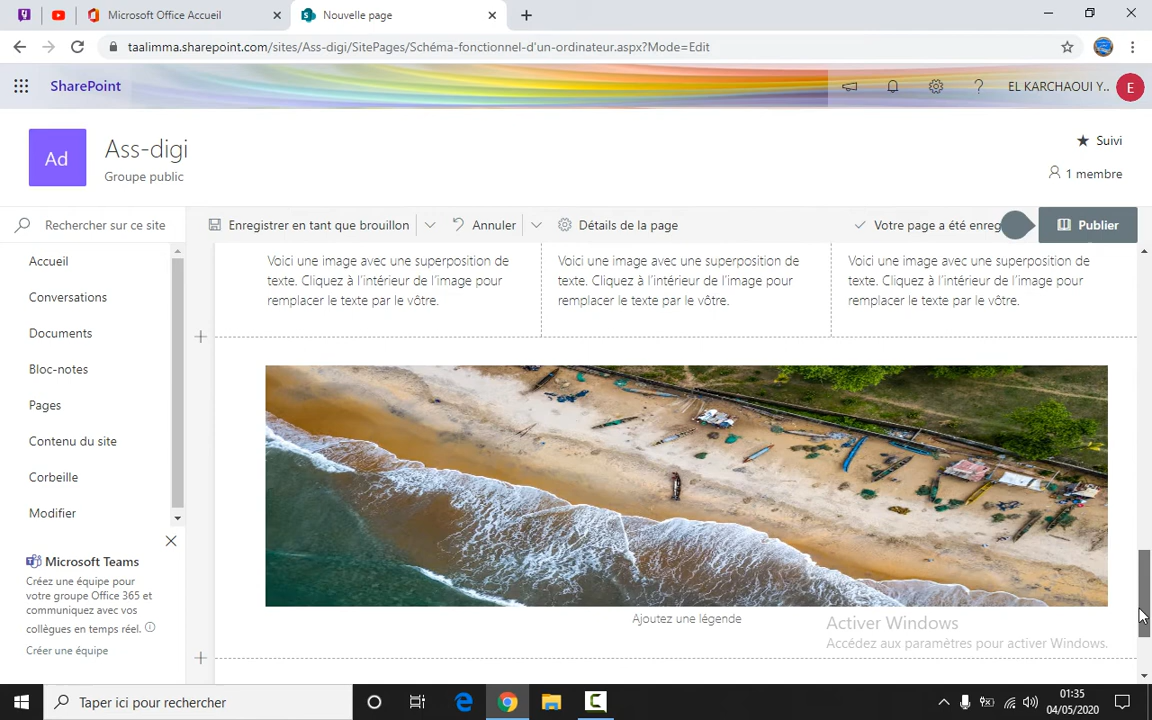 Microsoft Office Accueil
Nouvelle page
taalimma.sharepoint.com/sites/Ass-digi/SitePages/Schéma-fonctionnel-d'un-ordinateur.aspx?Mode=Edit
SharePoint
EL KARCHAOUI Y..
E
Ad
Ass-digi
Groupe public
Suivi
1 membre
Rechercher sur ce site
Enregistrer en tant que brouillon
Annuler
Détails de la page
Votre page a été enreg
Publier
Accueil
Conversations
Documents
Bloc-notes
Pages
Contenu du site
Corbeille
Modifier
Voici une image avec une superposition de
texte. Cliquez à l'intérieur de l'image pour
remplacer le texte par le vôtre.
Voici une image avec une superposition de
texte. Cliquez à l'intérieur de l'image pour
remplacer le texte par le vôtre.
Voici une image avec une superposition de
texte. Cliquez à l'intérieur de l'image pour
remplacer le texte par le vôtre.
Ajoutez une légende
Microsoft Teams
Créez une équipe pour
votre groupe Office 365 et
communiquez avec vos
collègues en temps réel.
Créer une équipe
Activer Windows
Accédez aux paramètres pour activer Windows.
Taper ici pour rechercher
01:35
04/05/2020